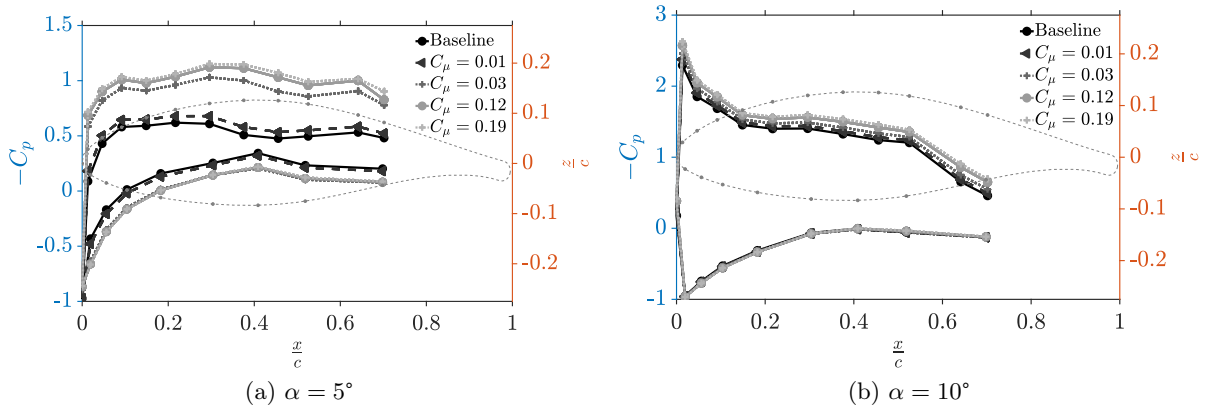 1.5
1
0.5
0
-0.5
-1
−Cₚ
0
0.2
0.4
0.6
0.8
1
x/c
0.2
0.1
0
-0.1
-0.2
z/c
Baseline
C_μ = 0.01
C_μ = 0.03
C_μ = 0.12
C_μ = 0.19
(a) α = 5°
3
2
1
0
-1
−Cₚ
0
0.2
0.4
0.6
0.8
1
x/c
0.2
0.1
0
-0.1
-0.2
z/c
Baseline
C_μ = 0.01
C_μ = 0.03
C_μ = 0.12
C_μ = 0.19
(b) α = 10°